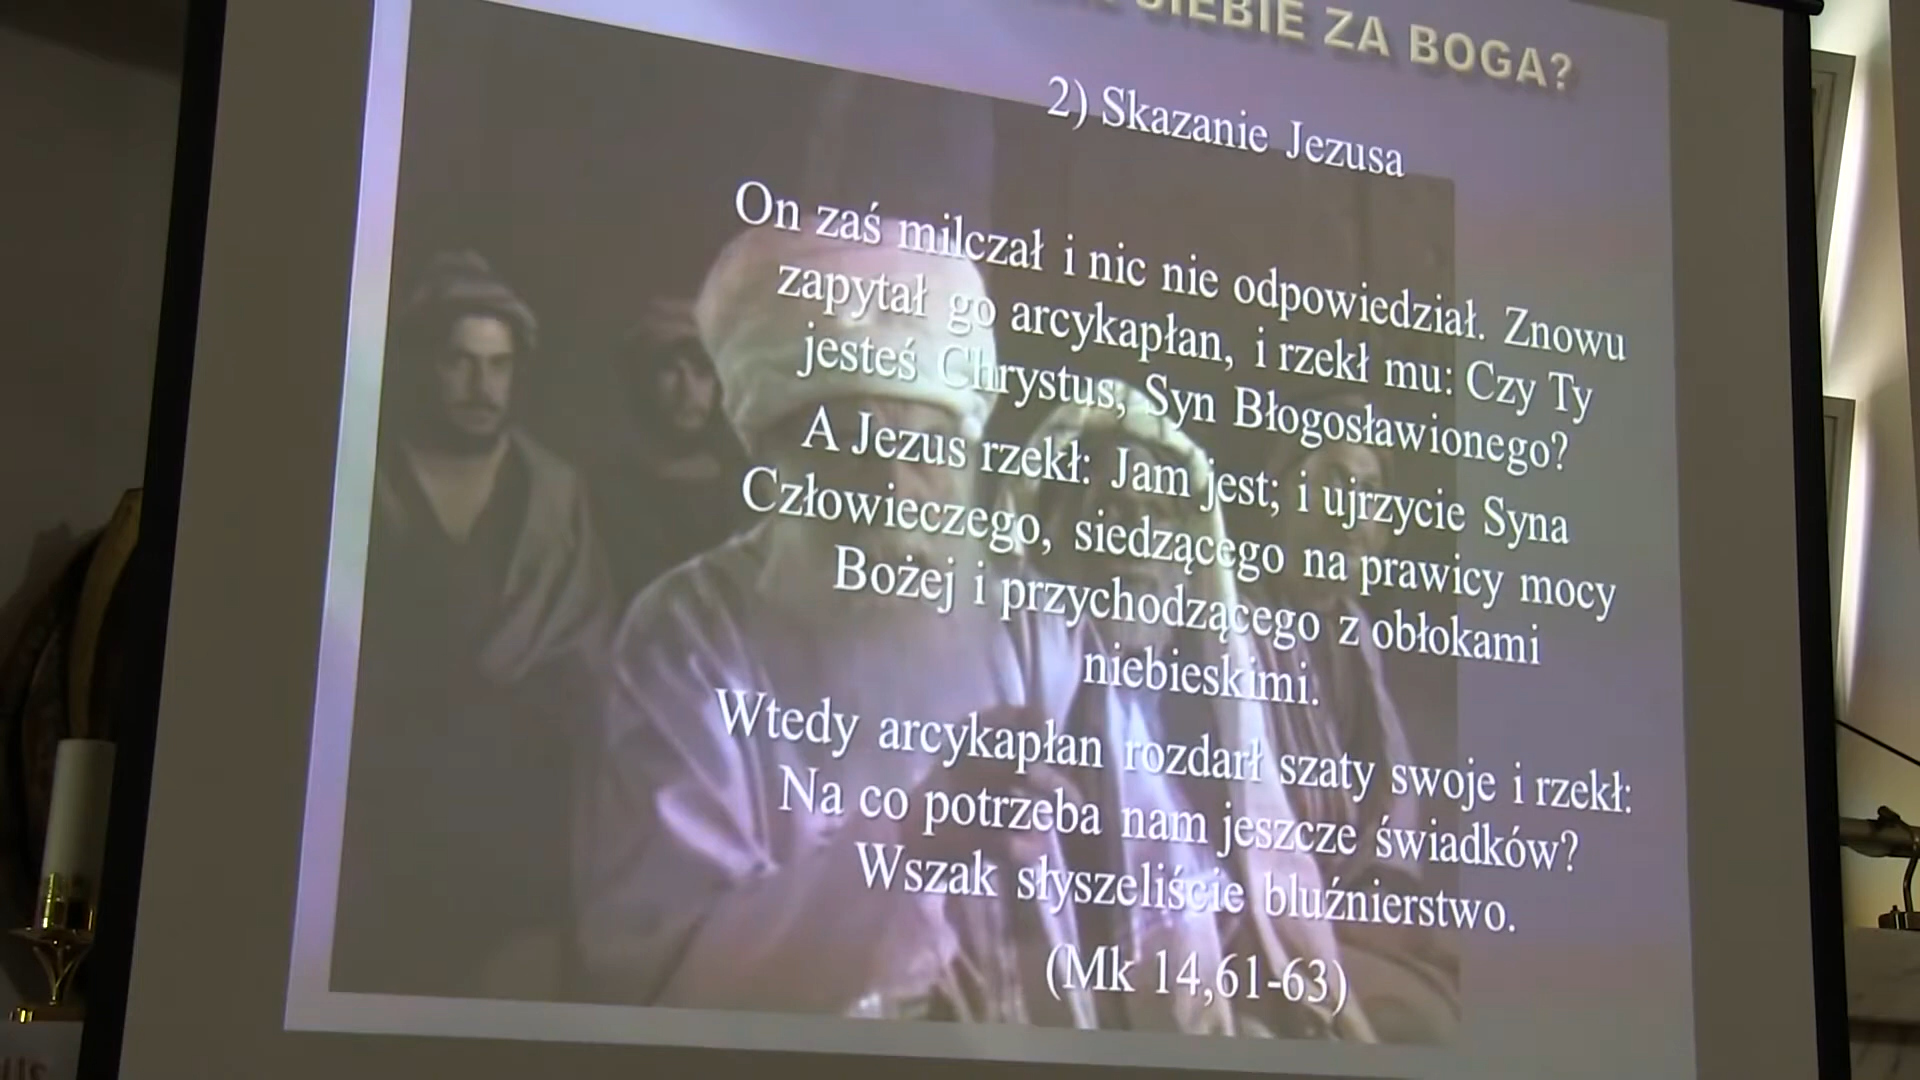 SIEBIE ZA BOGA?
2) Skazanie Jezusa
On zaś milczał i nic nie odpowiedział. Znowu
zapytał go arcykapłan, i rzekł mu: Czy Ty
jesteś Chrystus, Syn Błogosławionego?
A Jezus rzekł: Jam jest; i ujrzycie Syna
Człowieczego, siedzącego na prawicy mocy
Bożej i przychodzącego z obłokami
niebieskimi.
Wtedy arcykapłan rozdarł szaty swoje i rzekł:
Na co potrzeba nam jeszcze świadków?
Wszak słyszeliście bluźnierstwo.
(Mk 14,61-63)